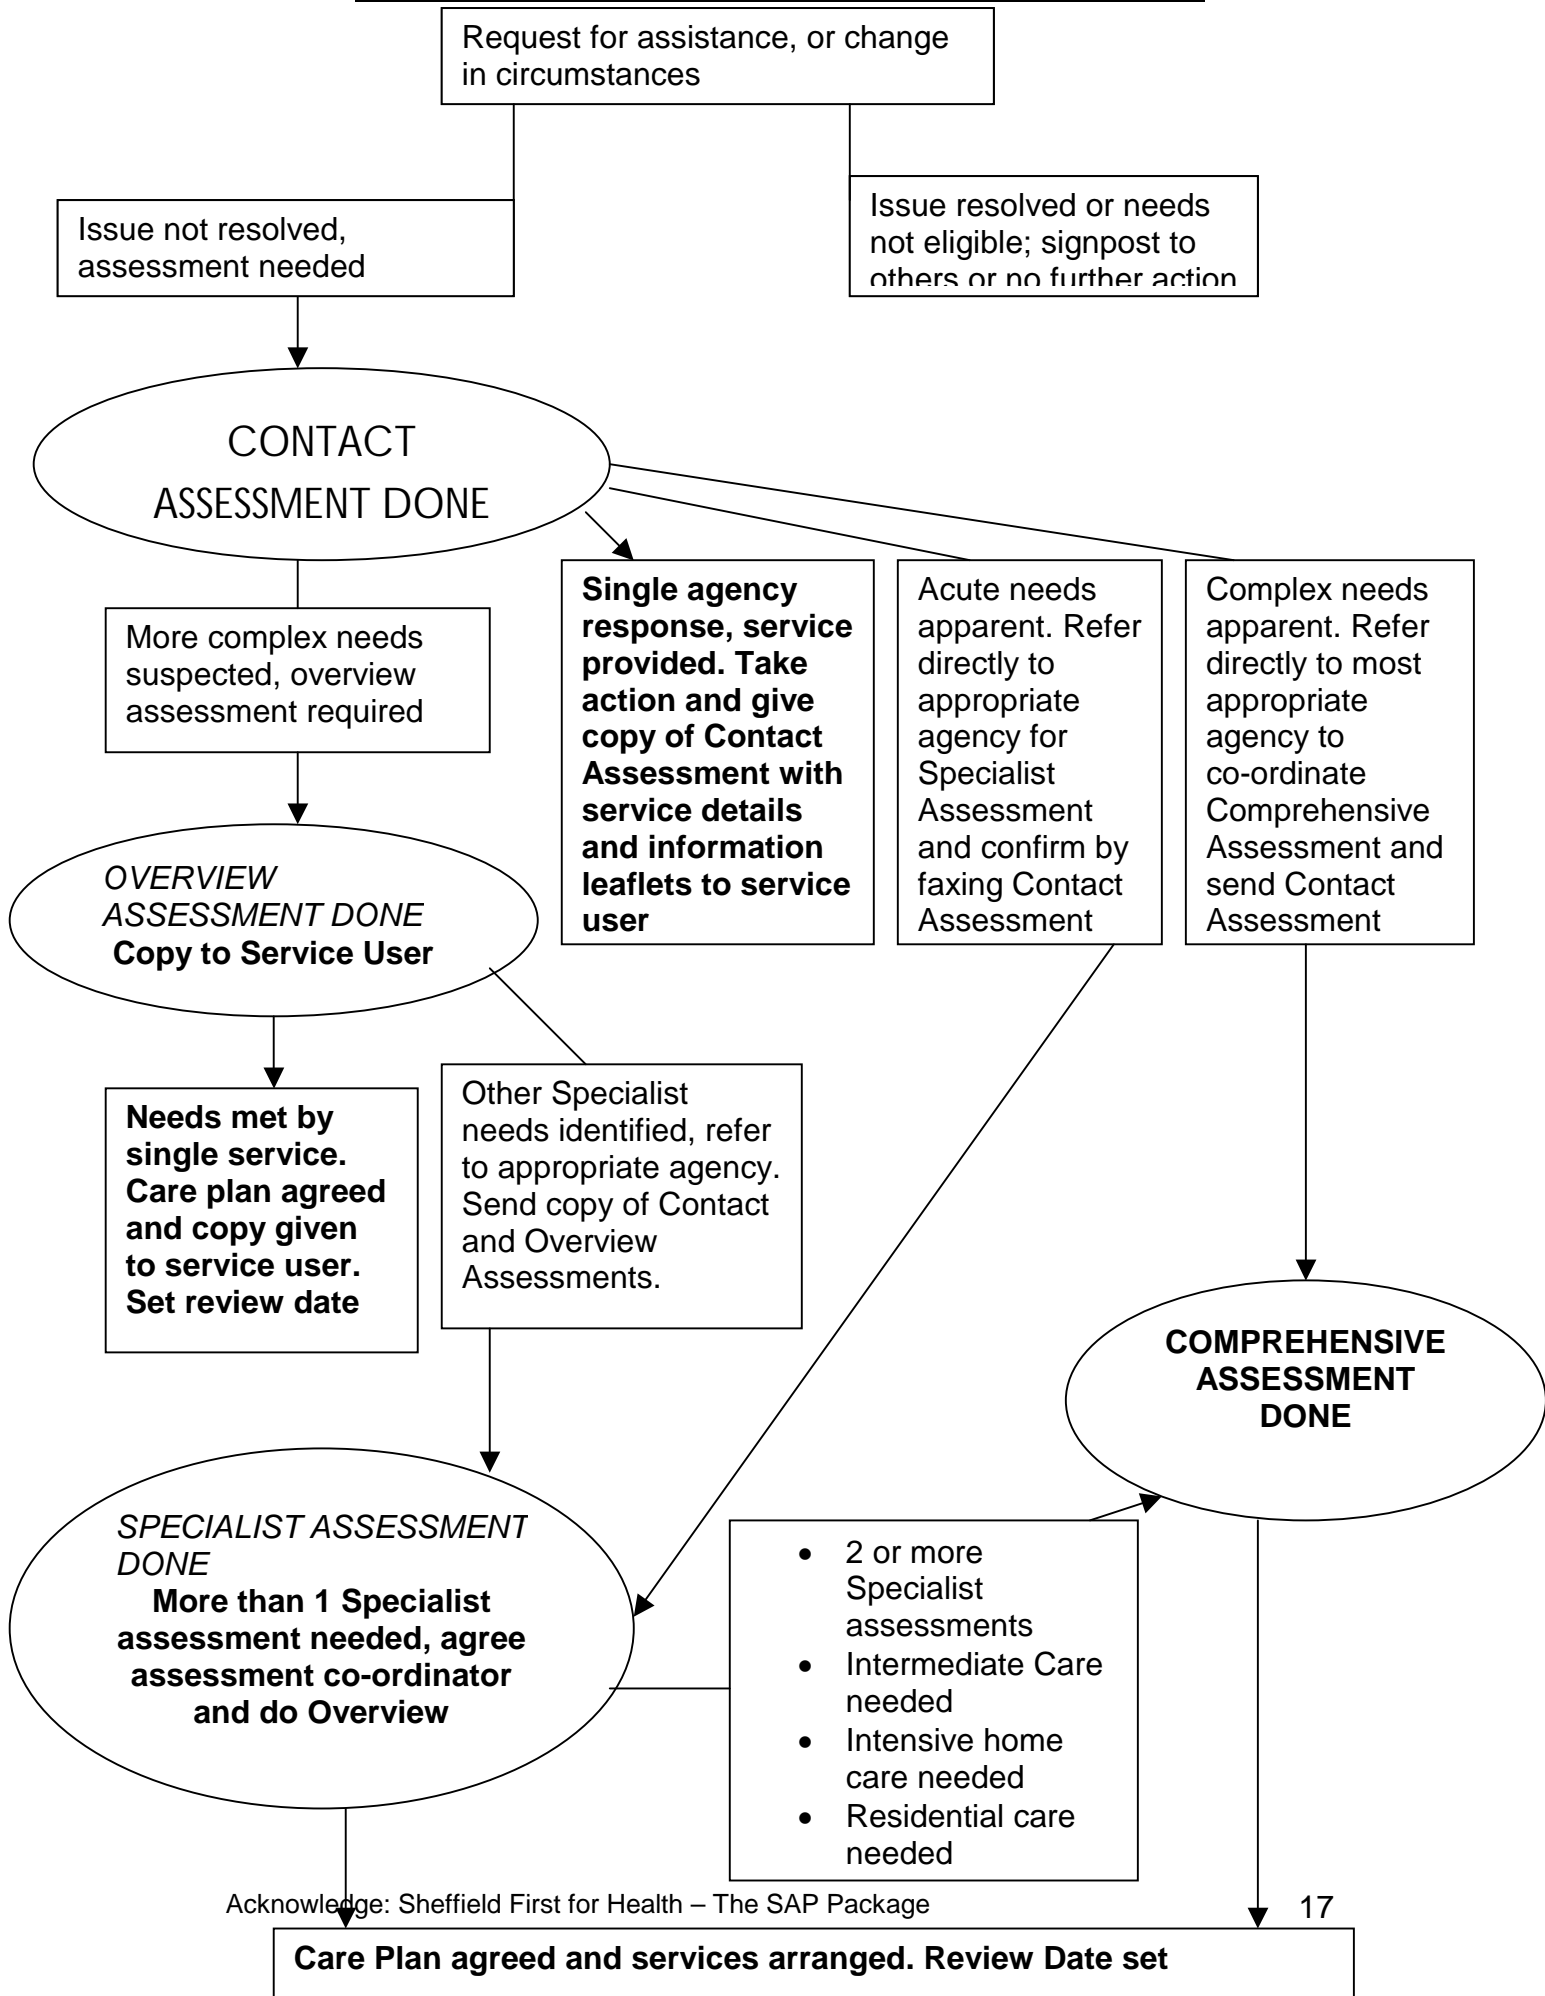 Request for assistance, or change
in circumstances
Issue not resolved,
assessment needed
Issue resolved or needs
not eligible; signpost to
others or no further action
CONTACT
ASSESSMENT DONE
More complex needs
suspected, overview
assessment required
Single agency
response, service
provided. Take
action and give
copy of Contact
Assessment with
service details
and information
leaflets to service
user
Acute needs
apparent. Refer
directly to
appropriate
agency for
Specialist
Assessment
and confirm by
faxing Contact
Assessment
Complex needs
apparent. Refer
directly to most
appropriate
agency to
co-ordinate
Comprehensive
Assessment and
send Contact
Assessment
OVERVIEW
ASSESSMENT DONE
Copy to Service User
Needs met by
single service.
Care plan agreed
and copy given
to service user.
Set review date
Other Specialist
needs identified, refer
to appropriate agency.
Send copy of Contact
and Overview
Assessments.
COMPREHENSIVE
ASSESSMENT
DONE
SPECIALIST ASSESSMENT
DONE
More than 1 Specialist
assessment needed, agree
assessment co-ordinator
and do Overview
• 2 or more
Specialist
assessments
• Intermediate Care
needed
• Intensive home
care needed
• Residential care
needed
Acknowledge: Sheffield First for Health – The SAP Package
17
Care Plan agreed and services arranged. Review Date set